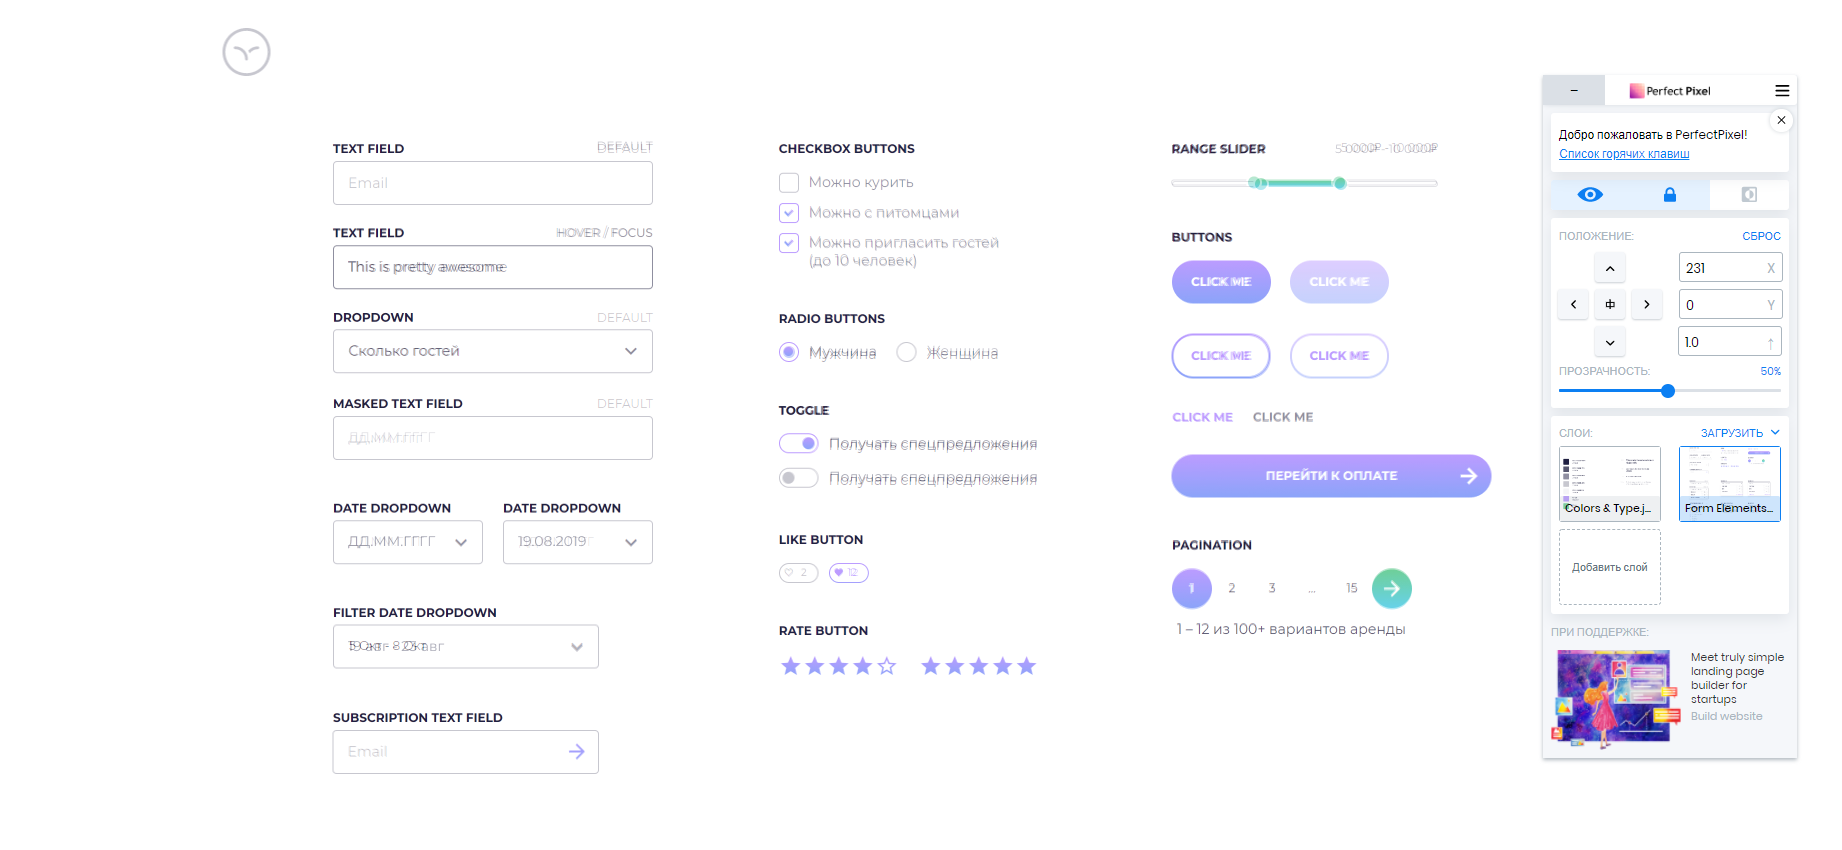 TEXT FIELD
DEFAULT
Email
TEXT FIELD
HOVER / FOCUS
This is pretty awesome
DROPDOWN
DEFAULT
Сколько гостей
MASKED TEXT FIELD
DEFAULT
ДД.ММ.ГГГГ
DATE DROPDOWN
DATE DROPDOWN
ДД.ММ.ГГГГ
19.08.2019
FILTER DATE DROPDOWN
SUBSCRIPTION TEXT FIELD
Email
CHECKBOX BUTTONS
Можно курить
Можно с питомцами
Можно пригласить гостей
(до 10 человек)
RADIO BUTTONS
Мужчина
Женщина
TOGGLE
Получать спецпредложения
Получать спецпредложения
LIKE BUTTON
2
12
RATE BUTTON
RANGE SLIDER
5 000₽ - 10 000₽
BUTTONS
CLICK ME
CLICK ME
CLICK ME
CLICK ME
CLICK ME
CLICK ME
ПЕРЕЙТИ К ОПЛАТЕ
PAGINATION
1
2
3
...
15
1 – 12 из 100+ вариантов аренды
Perfect Pixel
Добро пожаловать в PerfectPixel!
Список горячих клавиш
ПОЛОЖЕНИЕ:
СБРОС
231
X
0
Y
1.0
ПРОЗРАЧНОСТЬ:
50%
СЛОИ:
ЗАГРУЗИТЬ
Colors & Type.j...
Form Elements...
Добавить слой
ПРИ ПОДДЕРЖКЕ:
Meet truly simple
landing page
builder for
startups
Build website